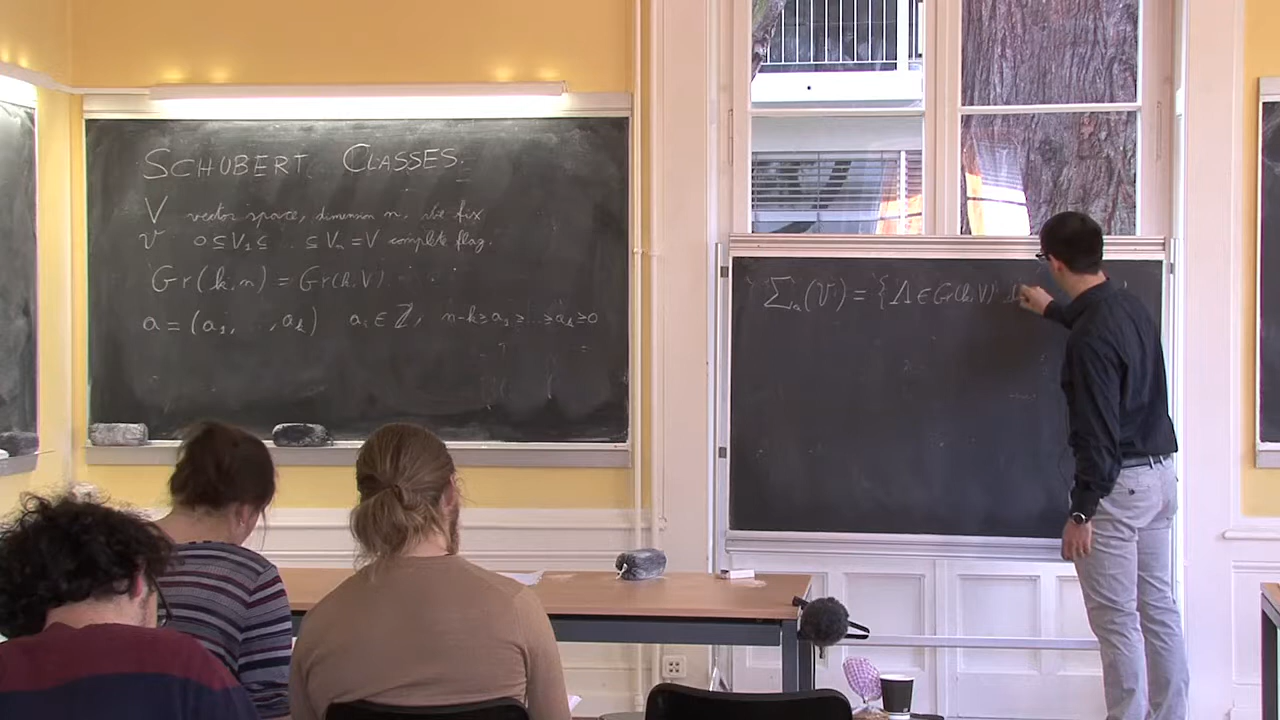 SCHUBERT CLASSES.
V vector space, dimension n, we fix
𝒱 0 ⊆ V₁ ⊆ . . ⊆ Vₙ = V complete flag.
Gr(k,n) = Gr(k,V)
a = (a₁, . . , aₖ) aᵢ ∈ ℤ, n-k ≥ a₁ ≥ ... ≥ aₖ ≥ 0
Σₐ(𝒱) = { Λ ∈ Gr(k,V)